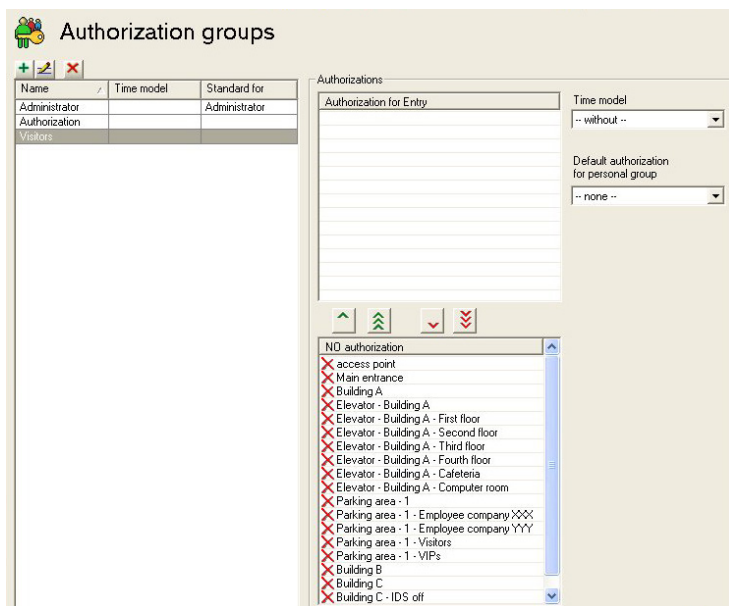 Authorization groups
Name Time model Standard for
Administrator Administrator
Authorization
Visitors
Authorizations
Authorization for Entry
Time model
-- without --
Default authorization
for personal group
-- none --
NO authorization
access point
Main entrance
Building A
Elevator - Building A
Elevator - Building A - First floor
Elevator - Building A - Second floor
Elevator - Building A - Third floor
Elevator - Building A - Fourth floor
Elevator - Building A - Cafeteria
Elevator - Building A - Computer room
Parking area - 1
Parking area - 1 - Employee company XXX
Parking area - 1 - Employee company YYY
Parking area - 1 - Visitors
Parking area - 1 - VIPs
Building B
Building C
Building C - IDS off